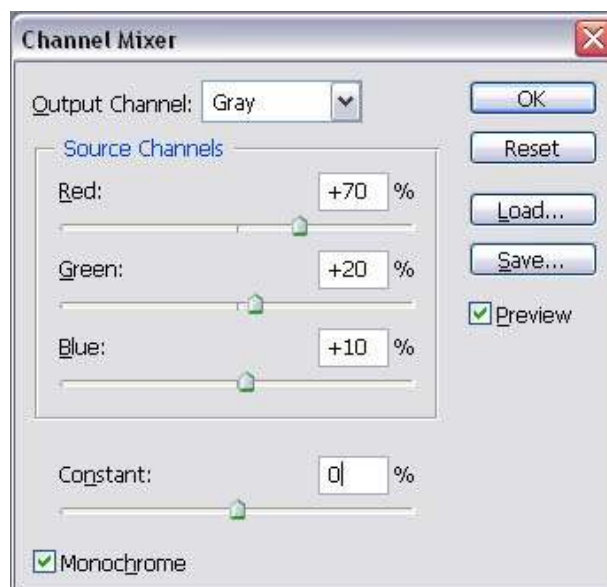 Channel Mixer
Output Channel: Gray
OK
Source Channels
Reset
Red: +70 %
Load...
Green: +20 %
Save...
Preview
Blue: +10 %
Constant: 0 %
Monochrome